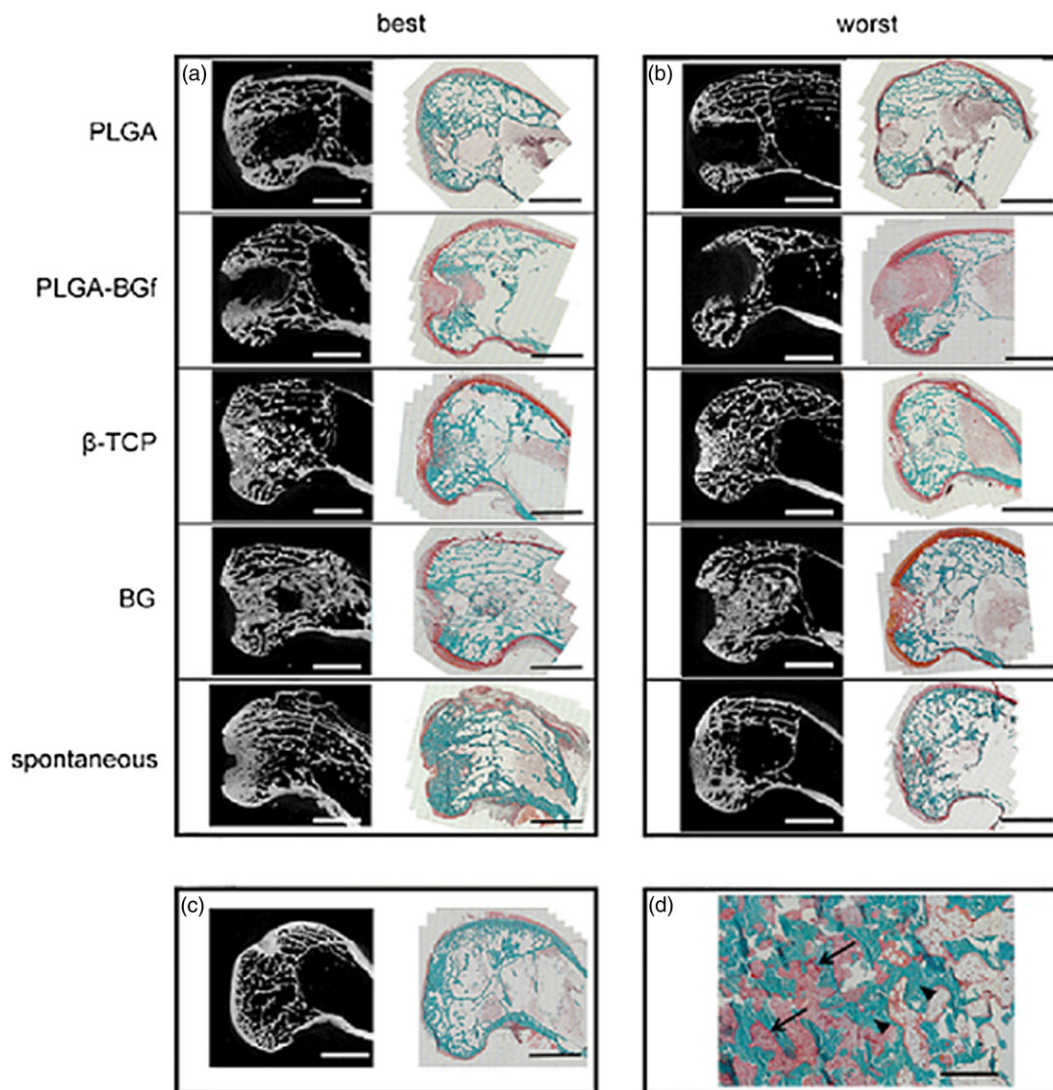 best worst
(a) (b)
PLGA
PLGA-BGf
β-TCP
BG
spontaneous
(c) (d)